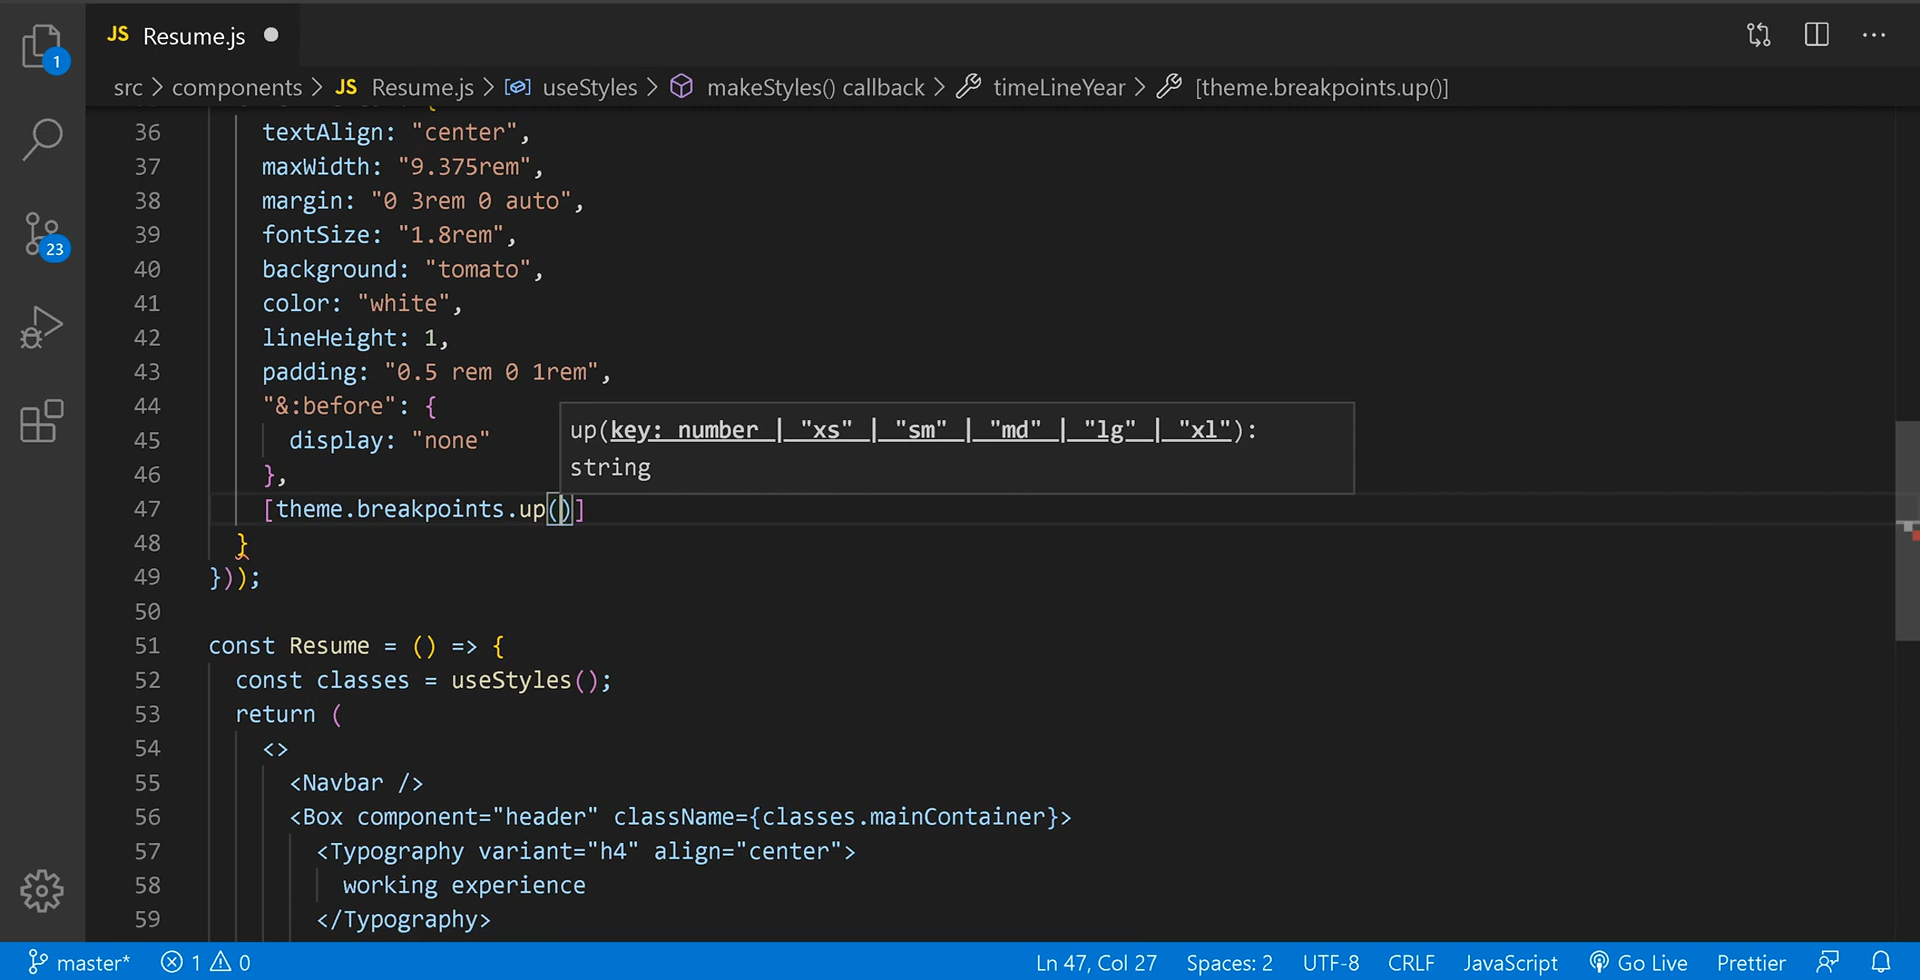 JS Resume.js
1
src > components > JS Resume.js > useStyles > makeStyles() callback > timeLineYear > [theme.breakpoints.up()]
23
36 textAlign: "center",
37 maxWidth: "9.375rem",
38 margin: "0 3rem 0 auto",
39 fontSize: "1.8rem",
40 background: "tomato",
41 color: "white",
42 lineHeight: 1,
43 padding: "0.5 rem 0 1rem",
44 "&:before": {
45 display: "none"
46 },
47 [theme.breakpoints.up()]
up(key: number | "xs" | "sm" | "md" | "lg" | "xl"):
string
48 }
49 }));
50
51 const Resume = () => {
52 const classes = useStyles();
53 return (
54 <>
55 <Navbar />
56 <Box component="header" className={classes.mainContainer}>
57 <Typography variant="h4" align="center">
58 working experience
59 </Typography>
master* 1 0 Ln 47, Col 27 Spaces: 2 UTF-8 CRLF JavaScript Go Live Prettier